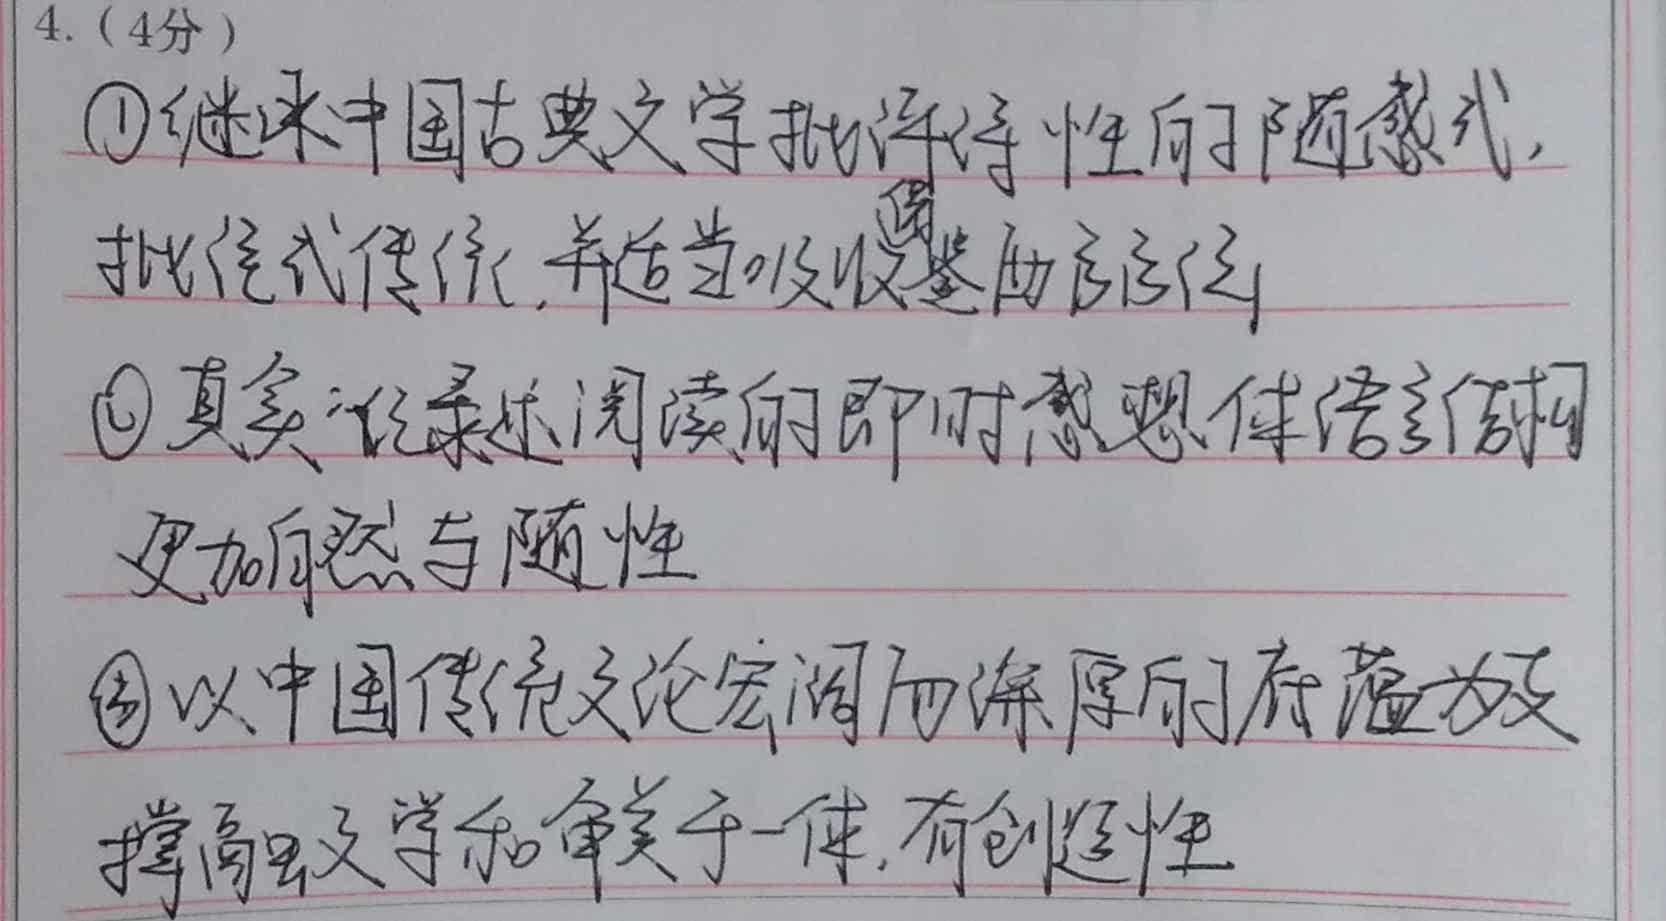 4.(4分)
①继承中国古典文学批评诗性的随感式,
批注式传统,并适当吸收借鉴西方方法
②真实记录述阅读的即时感想使语言结构
更加自然与随性
③以中国传统文论宏阔而深厚的底蕴为支
撑融文学和审美于一体,有创造性